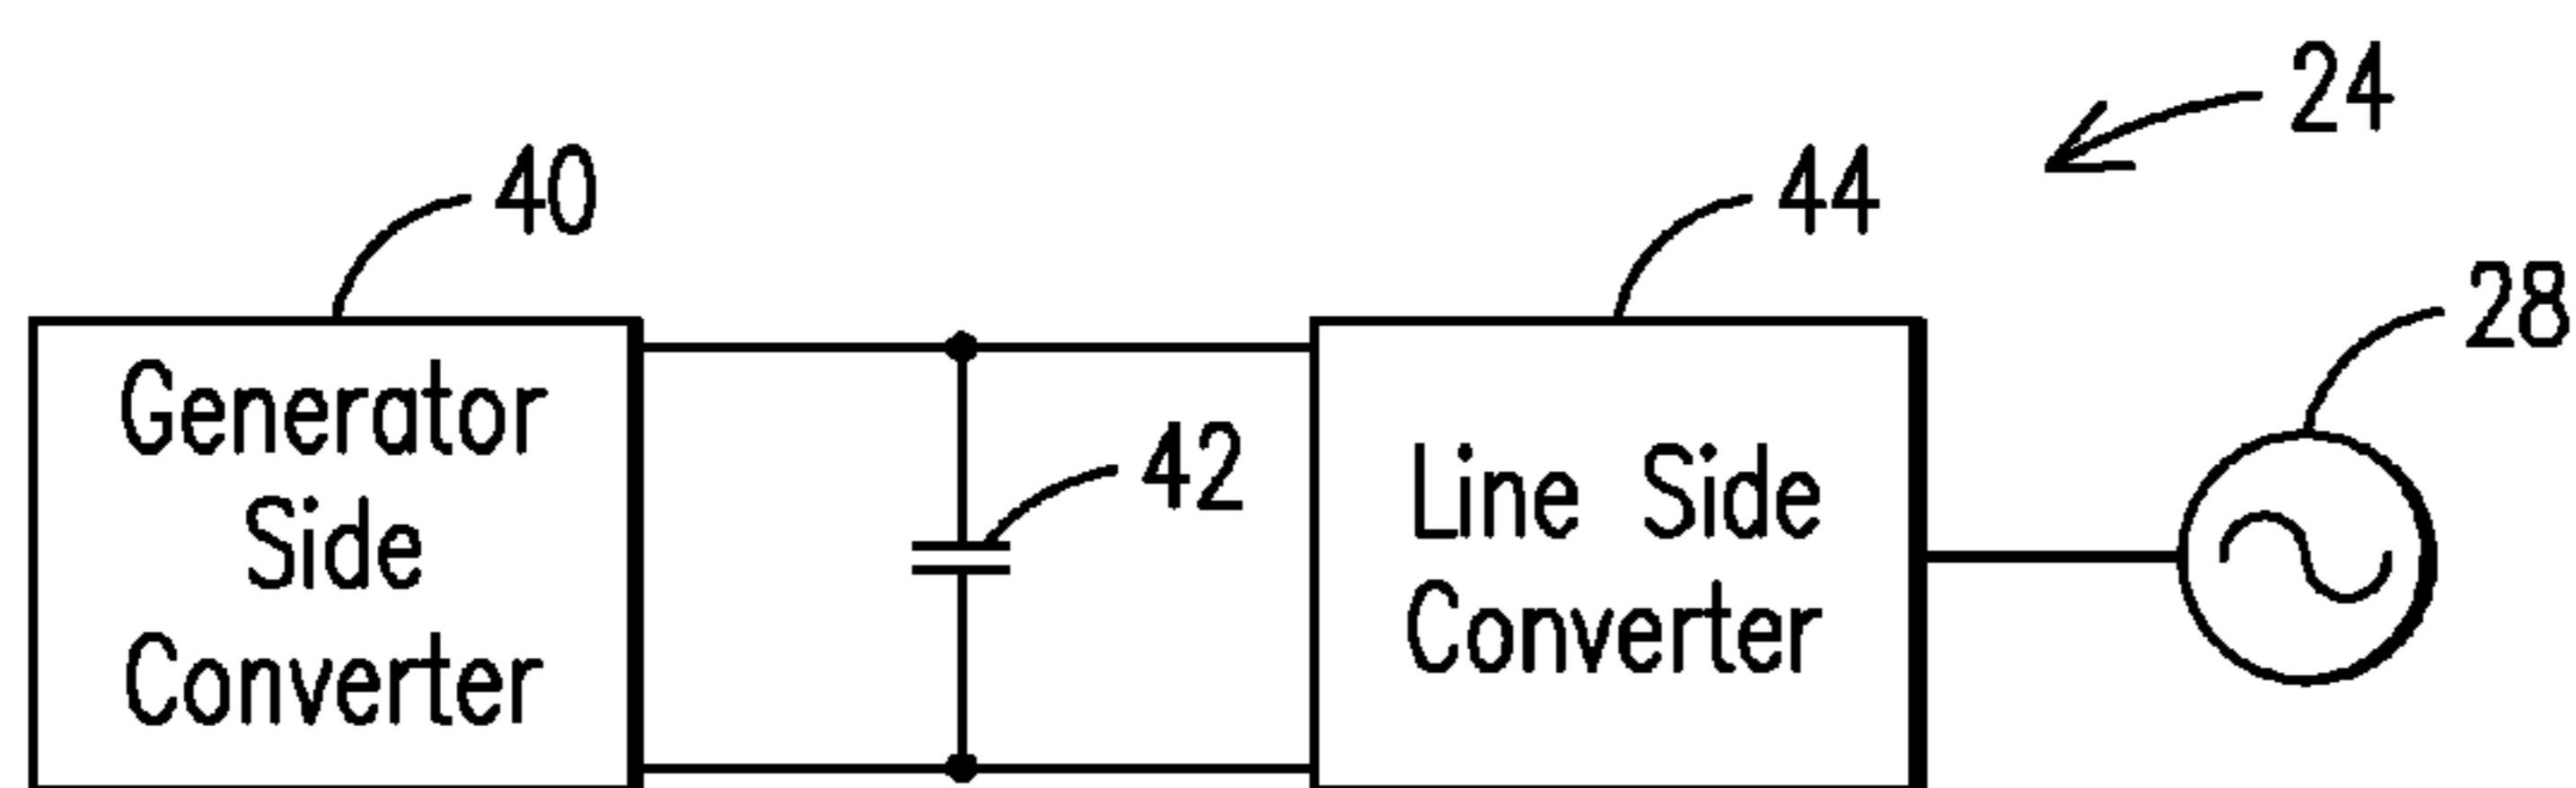 24
40
44
28
Generator
Side
Converter
42
Line Side
Converter